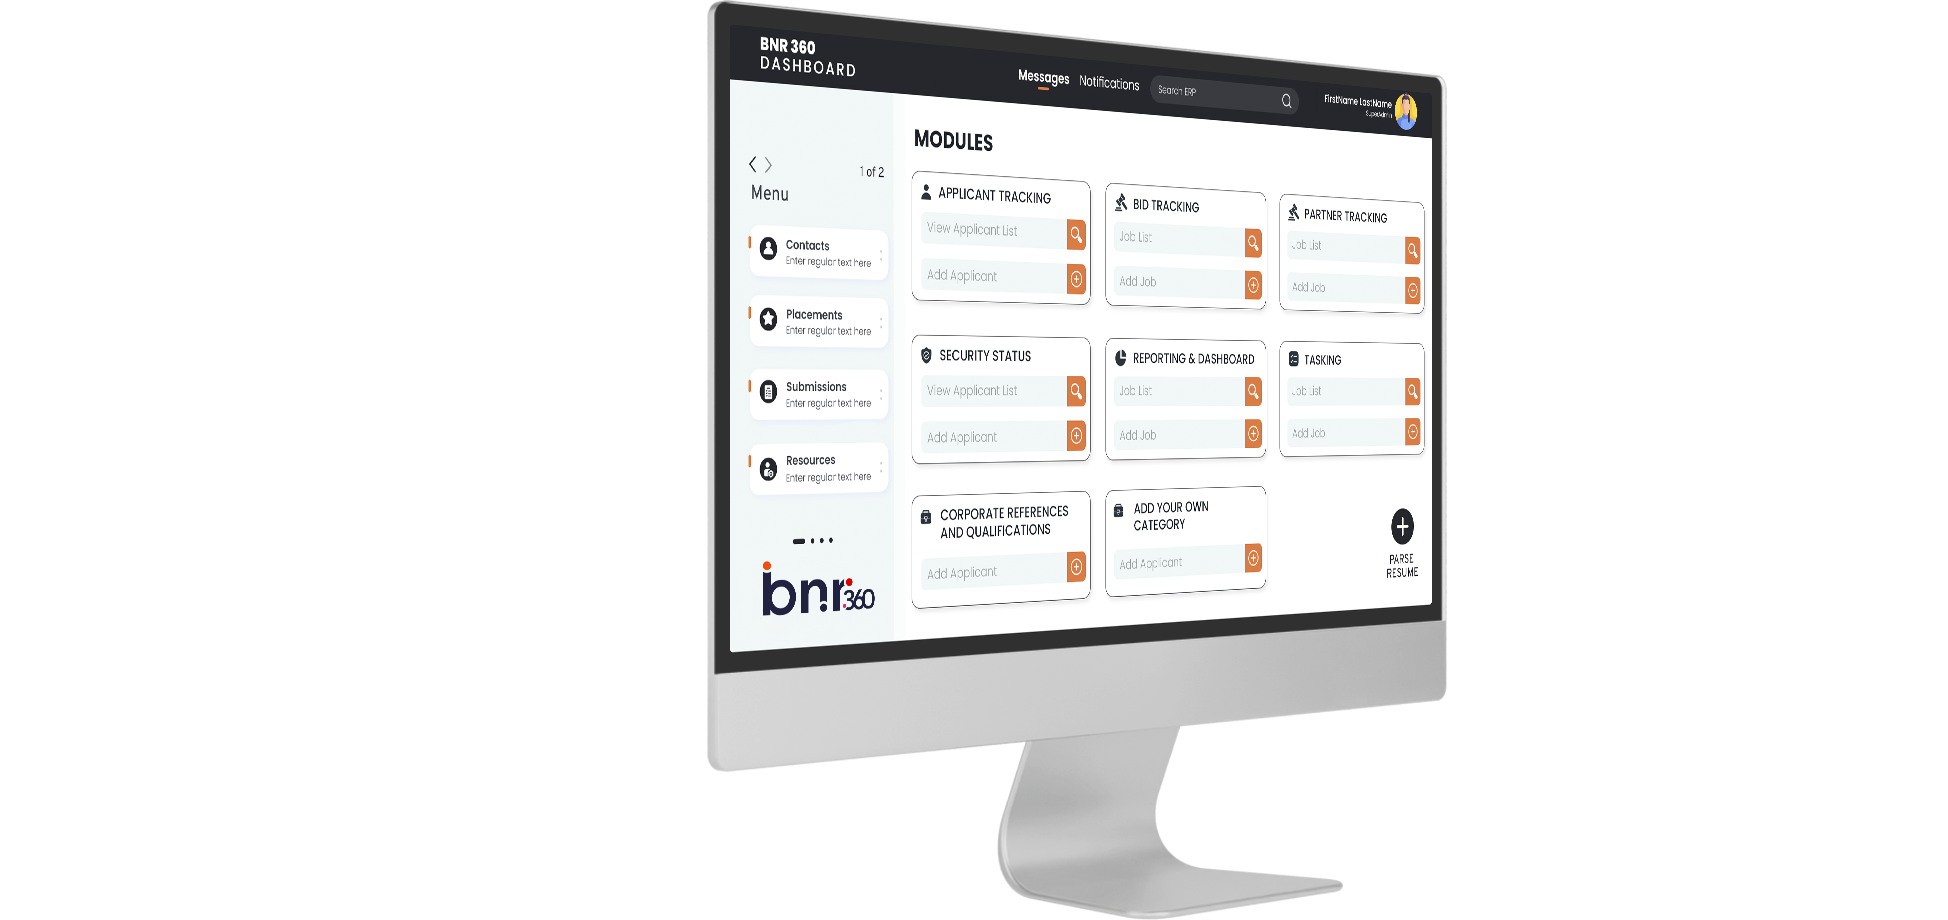 BNR 360
DASHBOARD
Messages
Notifications
Search ERP
FirstName LastName
SuperAdmin
1 of 2
Menu
Contacts
Enter regular text here
Placements
Enter regular text here
Submissions
Enter regular text here
Resources
Enter regular text here
bnr360
MODULES
APPLICANT TRACKING
View Applicant List
Add Applicant
BID TRACKING
Job List
Add Job
PARTNER TRACKING
Job List
Add Job
SECURITY STATUS
View Applicant List
Add Applicant
REPORTING & DASHBOARD
Job List
Add Job
TASKING
Job List
Add Job
CORPORATE REFERENCES
AND QUALIFICATIONS
Add Applicant
ADD YOUR OWN
CATEGORY
Add Applicant
PARSE
RESUME